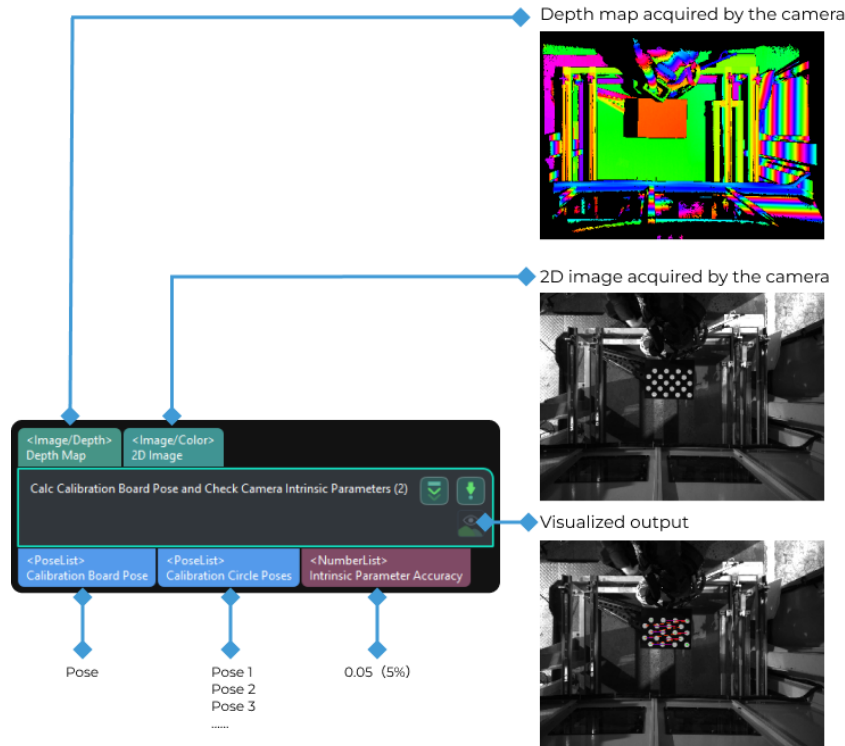 Depth map acquired by the camera
2D image acquired by the camera
<Image/Depth>
Depth Map
<Image/Color>
2D Image
Calc Calibration Board Pose and Check Camera Intrinsic Parameters (2)
Visualized output
<PoseList>
Calibration Board Pose
<PoseList>
Calibration Circle Poses
<NumberList>
Intrinsic Parameter Accuracy
Pose
Pose 1
Pose 2
Pose 3
......
0.05（5%）